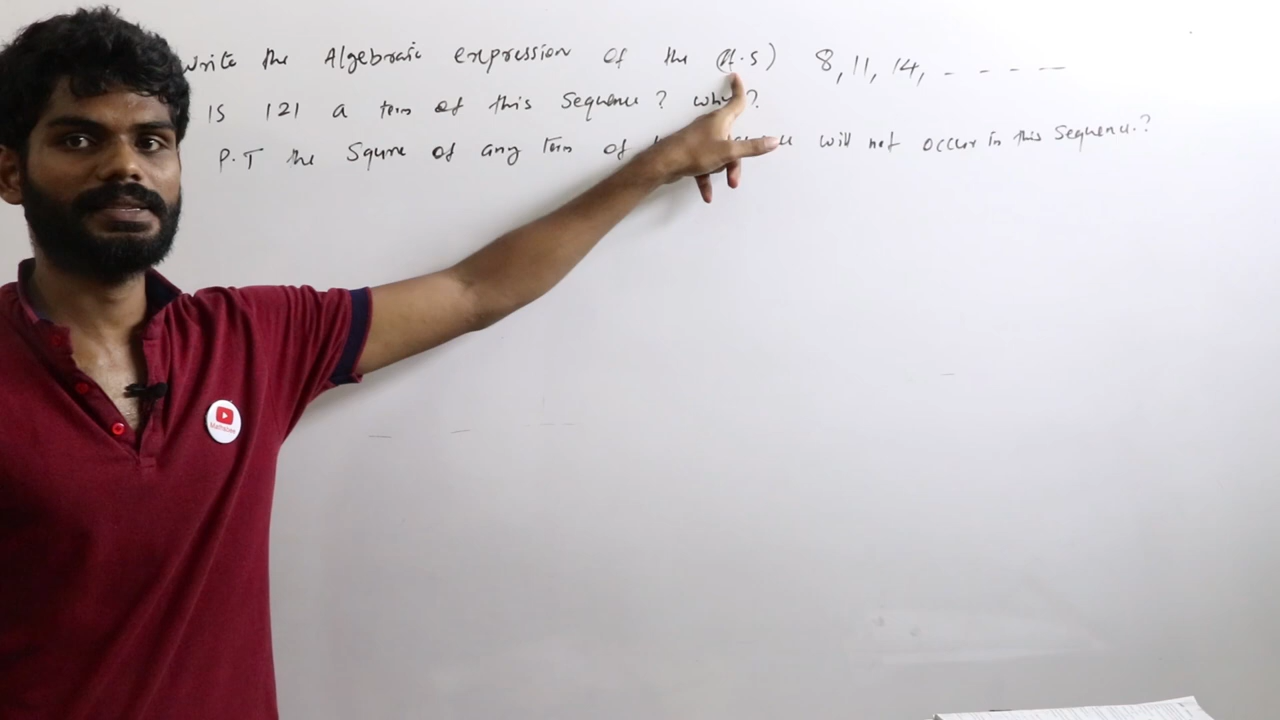 write the Algebraic expression of the (A.S) 8, 11, 14, - - - - -
IS 121 a term of this Sequence? why?
P.T the Square of any term of will not occur in this Sequence.?
Mathsbee